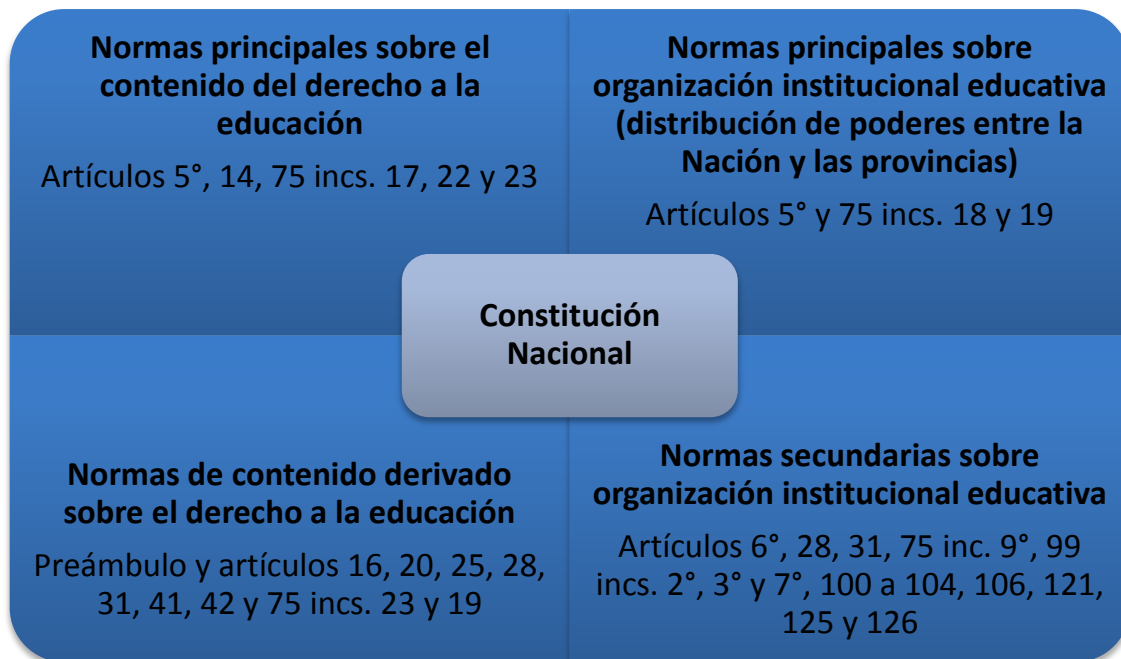 Normas principales sobre el
contenido del derecho a la
educación
Artículos 5°, 14, 75 incs. 17, 22 y 23
Normas principales sobre
organización institucional educativa
(distribución de poderes entre la
Nación y las provincias)
Artículos 5° y 75 incs. 18 y 19
Constitución
Nacional
Normas de contenido derivado
sobre el derecho a la educación
Preámbulo y artículos 16, 20, 25, 28,
31, 41, 42 y 75 incs. 23 y 19
Normas secundarias sobre
organización institucional educativa
Artículos 6°, 28, 31, 75 inc. 9°, 99
incs. 2°, 3° y 7°, 100 a 104, 106, 121,
125 y 126